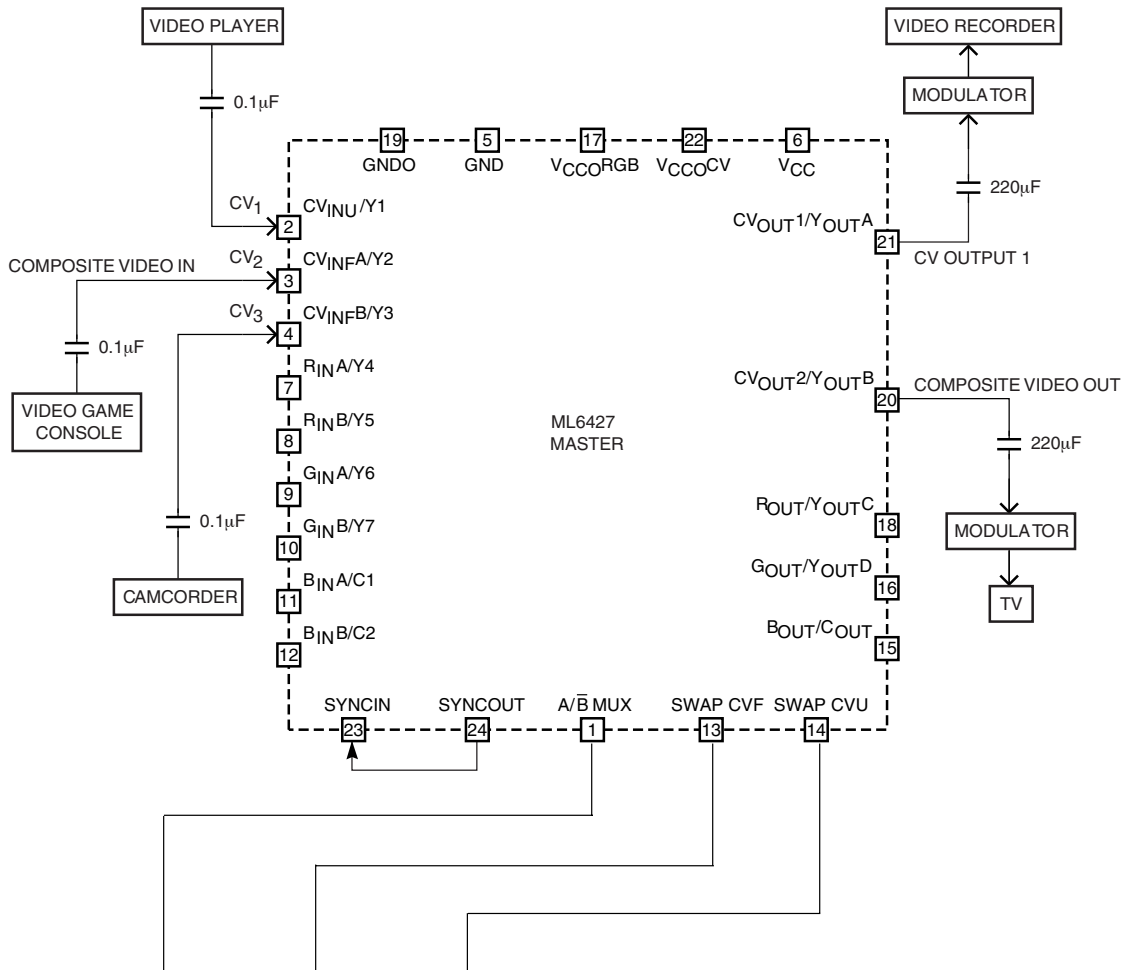 VIDEO PLAYER
VIDEO RECORDER
MODULATOR
0.1µF
220µF
19
5
17
22
6
GNDO
GND
VCCORGB
VCCOCV
VCC
CV1
2
CVINU/Y1
CVOUT1/YOUTA
21
CV OUTPUT 1
COMPOSITE VIDEO IN
CV2
3
CVINFA/Y2
CV3
4
CVINFB/Y3
0.1µF
VIDEO GAME
CONSOLE
RINA/Y4
7
CVOUT2/YOUTB
20
COMPOSITE VIDEO OUT
RINB/Y5
8
ML6427
MASTER
220µF
GINA/Y6
9
0.1µF
GINB/Y7
10
ROUT/YOUTC
18
MODULATOR
CAMCORDER
BINA/C1
11
GOUT/YOUTD
16
TV
BINB/C2
12
BOUT/COUT
15
SYNCIN
SYNCOUT
A/B̅ MUX
SWAP CVF
SWAP CVU
23
24
1
13
14